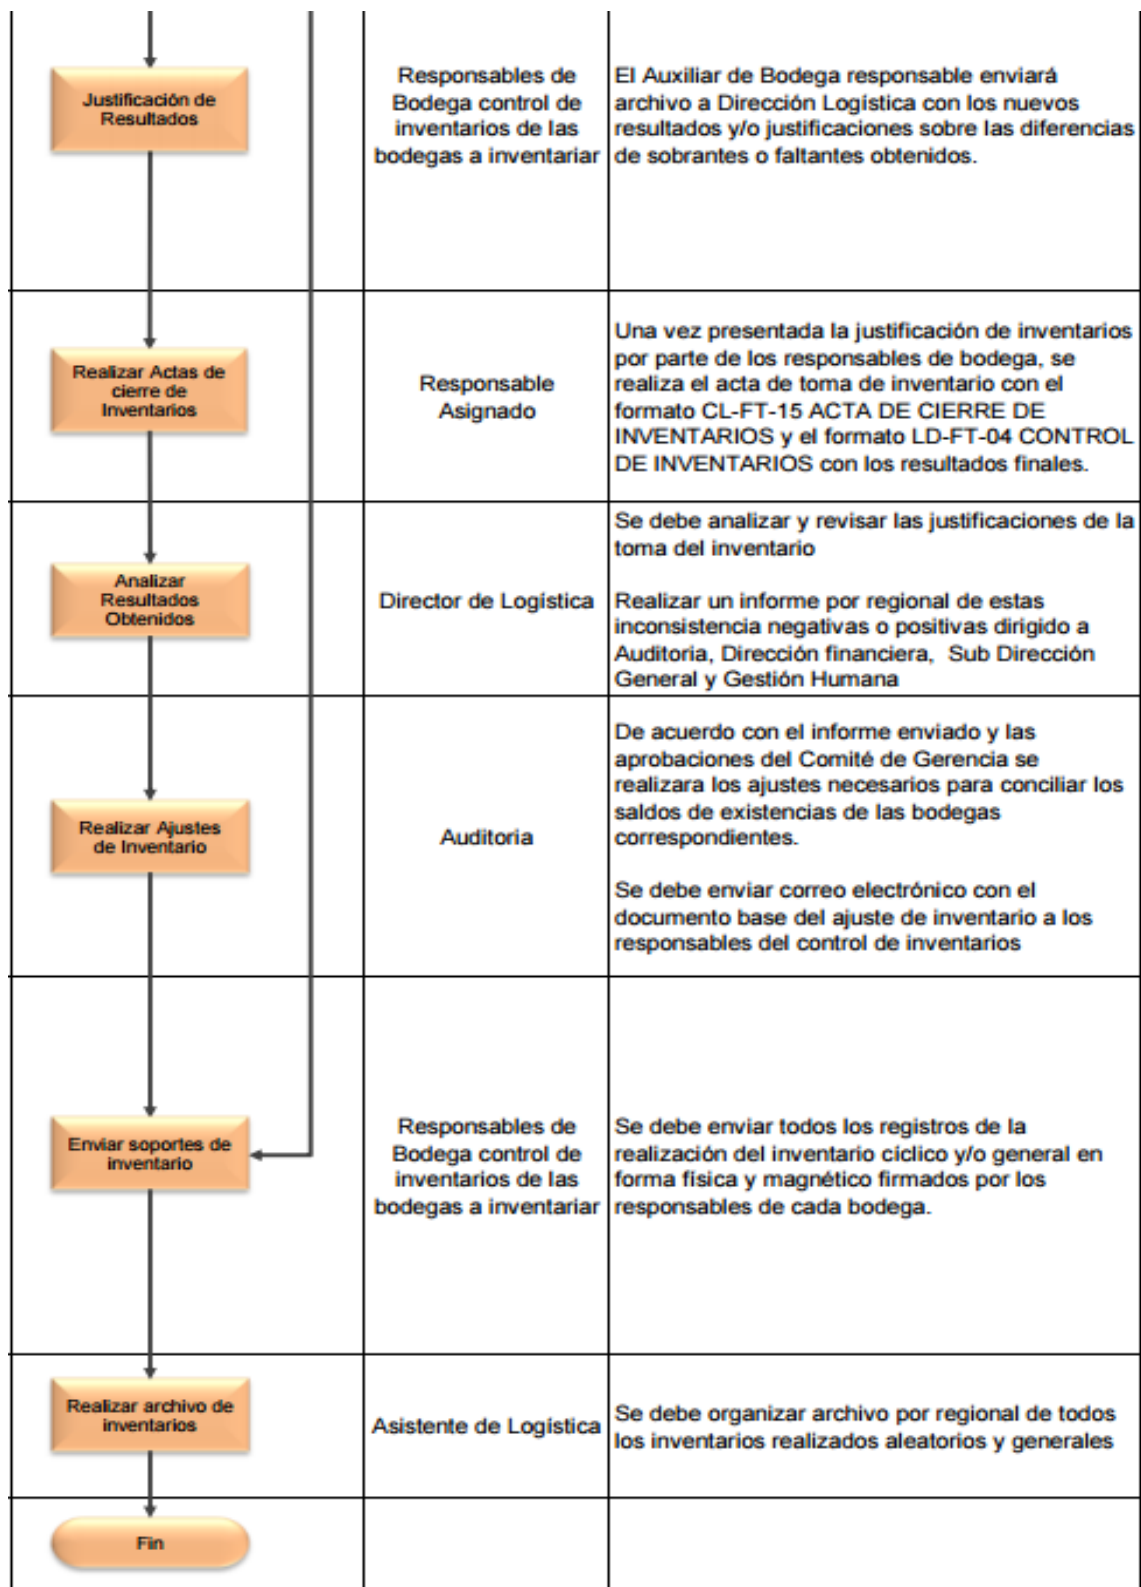 Justificación de
Resultados
Responsables de
Bodega control de
inventarios de las
bodegas a inventariar
El Auxiliar de Bodega responsable enviará
archivo a Dirección Logística con los nuevos
resultados y/o justificaciones sobre las diferencias
de sobrantes o faltantes obtenidos.
Realizar Actas de
cierre de
Inventarios
Responsable
Asignado
Una vez presentada la justificación de inventarios
por parte de los responsables de bodega, se
realiza el acta de toma de inventario con el
formato CL-FT-15 ACTA DE CIERRE DE
INVENTARIOS y el formato LD-FT-04 CONTROL
DE INVENTARIOS con los resultados finales.
Analizar
Resultados
Obtenidos
Director de Logística
Se debe analizar y revisar las justificaciones de la
toma del inventario
Realizar un informe por regional de estas
inconsistencia negativas o positivas dirigido a
Auditoria, Dirección financiera, Sub Dirección
General y Gestión Humana
Realizar Ajustes
de Inventario
Auditoria
De acuerdo con el informe enviado y las
aprobaciones del Comité de Gerencia se
realizara los ajustes necesarios para conciliar los
saldos de existencias de las bodegas
correspondientes.
Se debe enviar correo electrónico con el
documento base del ajuste de inventario a los
responsables del control de inventarios
Enviar soportes de
inventario
Responsables de
Bodega control de
inventarios de las
bodegas a inventariar
Se debe enviar todos los registros de la
realización del inventario cíclico y/o general en
forma física y magnético firmados por los
responsables de cada bodega.
Realizar archivo de
inventarios
Asistente de Logística
Se debe organizar archivo por regional de todos
los inventarios realizados aleatorios y generales
Fin